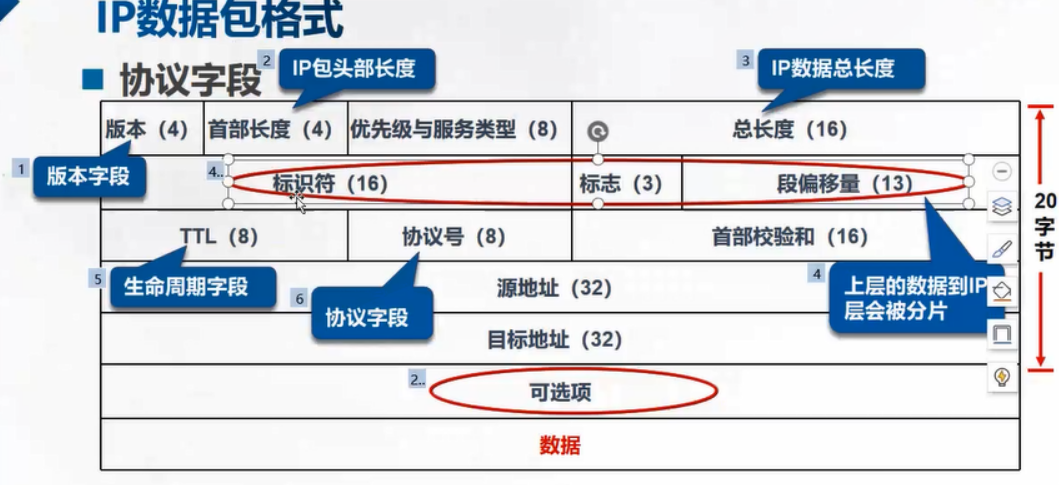 IP数据包格式
协议字段
2 IP包头部长度
3 IP数据总长度
版本（4） 首部长度（4） 优先级与服务类型（8） 总长度（16）
1 版本字段
4.. 标识符（16） 标志（3） 段偏移量（13）
TTL（8） 协议号（8） 首部校验和（16）
5 生命周期字段
6 协议字段
源地址（32）
4 上层的数据到IP
层会被分片
目标地址（32）
2.. 可选项
数据
20
字
节